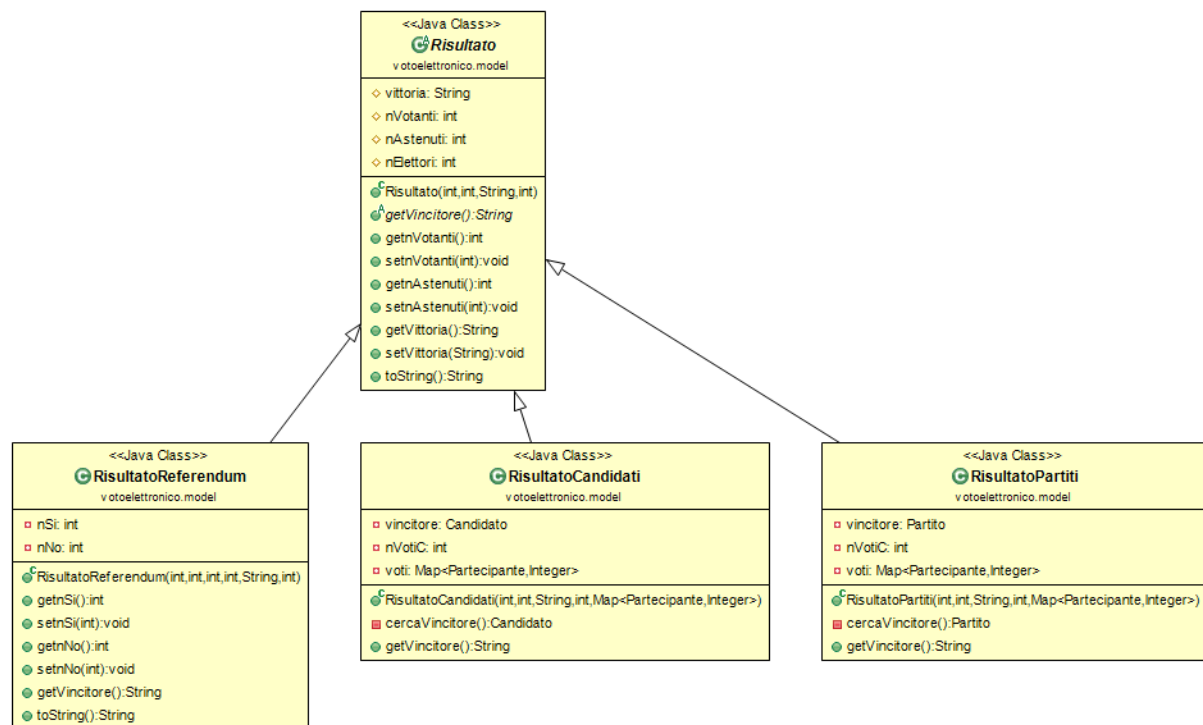 <<Java Class>>
Risultato
votoelettronico.model
vittoria: String
nVotanti: int
nAstenuti: int
nElettori: int
Risultato(int,int,String,int)
getVincitore():String
getnVotanti():int
setnVotanti(int):void
getnAstenuti():int
setnAstenuti(int):void
getVittoria():String
setVittoria(String):void
toString():String
<<Java Class>>
RisultatoReferendum
votoelettronico.model
nSi: int
nNo: int
RisultatoReferendum(int,int,int,int,String,int)
getnSi():int
setnSi(int):void
getnNo():int
setnNo(int):void
getVincitore():String
toString():String
<<Java Class>>
RisultatoCandidati
votoelettronico.model
vincitore: Candidato
nVotiC: int
voti: Map<Partecipante,Integer>
RisultatoCandidati(int,int,String,int,Map<Partecipante,Integer>)
cercaVincitore():Candidato
getVincitore():String
<<Java Class>>
RisultatoPartiti
votoelettronico.model
vincitore: Partito
nVotiC: int
voti: Map<Partecipante,Integer>
RisultatoPartiti(int,int,String,int,Map<Partecipante,Integer>)
cercaVincitore():Partito
getVincitore():String